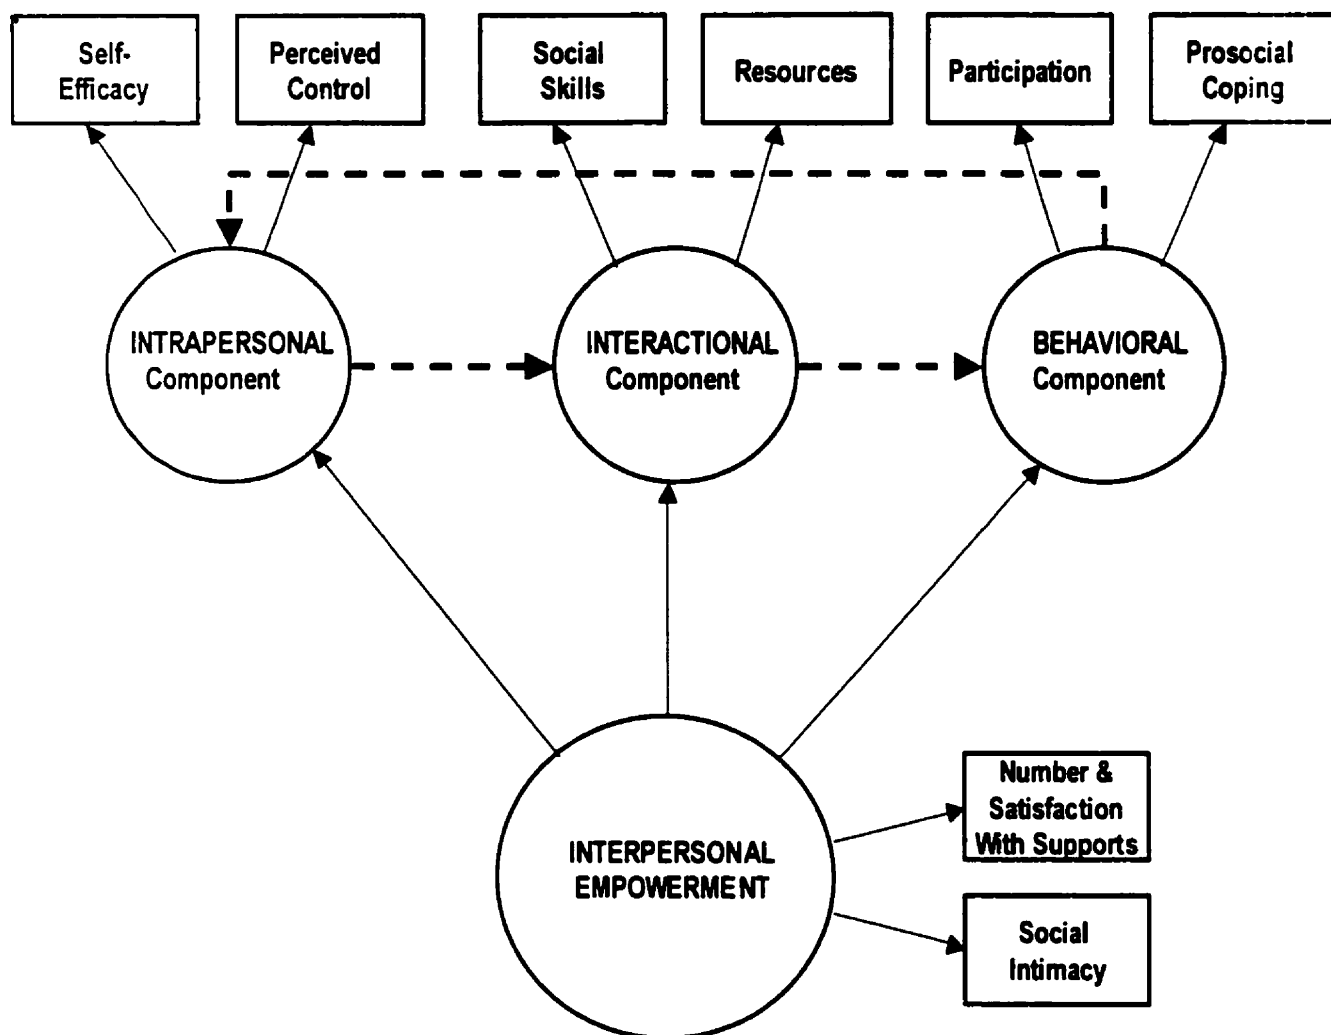 Self-
Efficacy
Perceived
Control
Social
Skills
Resources
Participation
Prosocial
Coping
INTRAPERSONAL
Component
INTERACTIONAL
Component
BEHAVIORAL
Component
INTERPERSONAL
EMPOWERMENT
Number &
Satisfaction
With Supports
Social
Intimacy